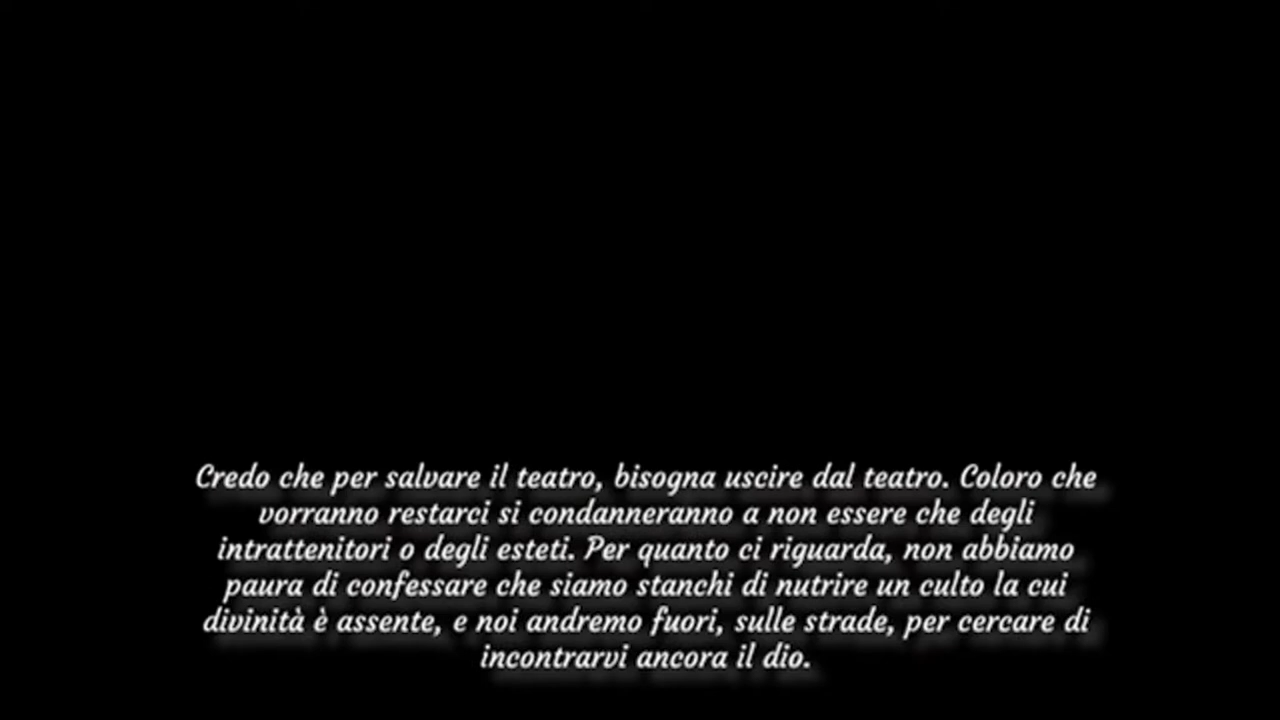 Credo che per salvare il teatro, bisogna uscire dal teatro. Coloro che
vorranno restarci si condanneranno a non essere che degli
intrattenitori o degli esteti. Per quanto ci riguarda, non abbiamo
paura di confessare che siamo stanchi di nutrire un culto la cui
divinità è assente, e noi andremo fuori, sulle strade, per cercare di
incontrarvi ancora il dio.